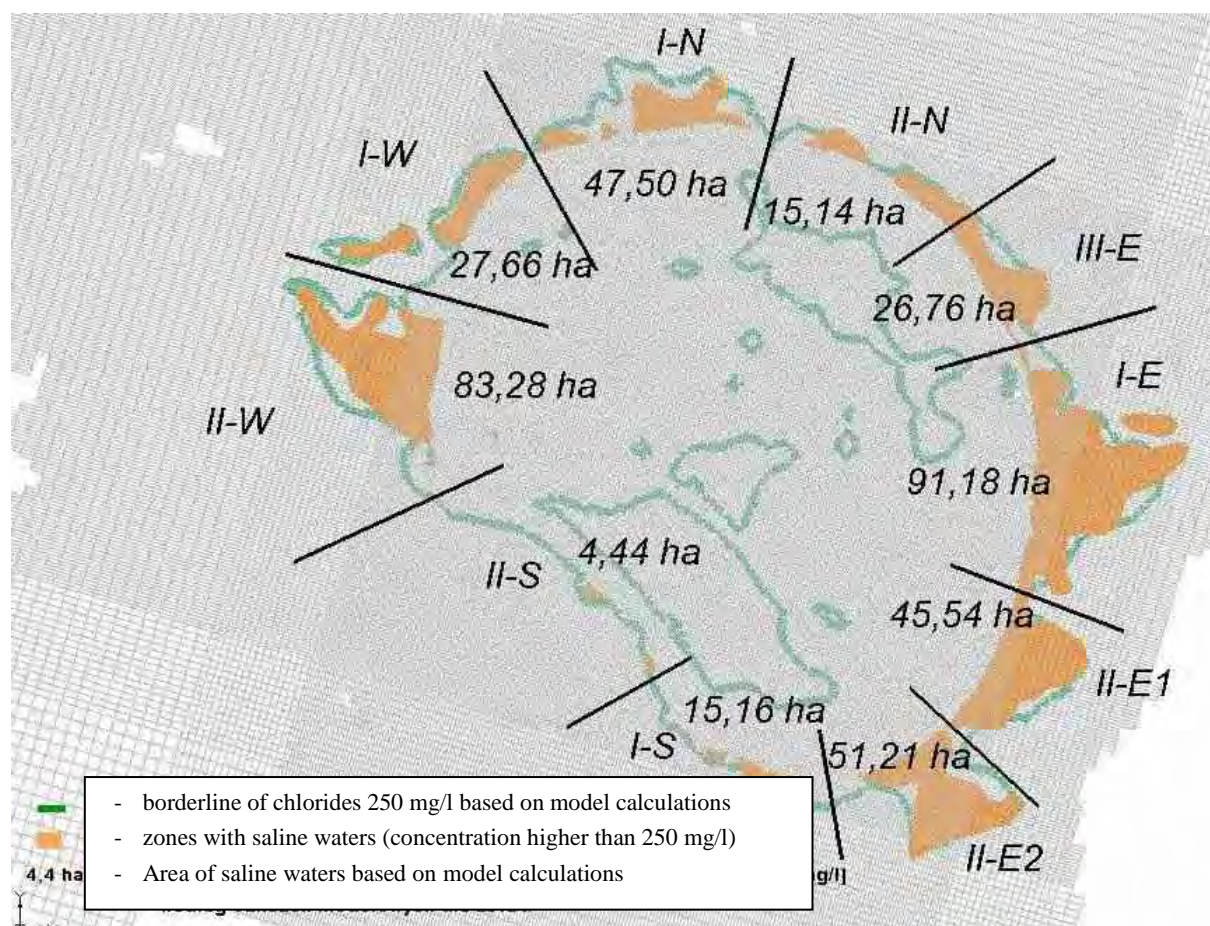 I-N
II-N
I-W
47,50 ha
15,14 ha
III-E
27,66 ha
26,76 ha
I-E
83,28 ha
II-W
91,18 ha
4,44 ha
II-S
45,54 ha
II-E1
15,16 ha
I-S
51,21 ha
- borderline of chlorides 250 mg/l based on model calculations
- zones with saline waters (concentration higher than 250 mg/l)
II-E2
4,4 ha
- Area of saline waters based on model calculations
g/l]